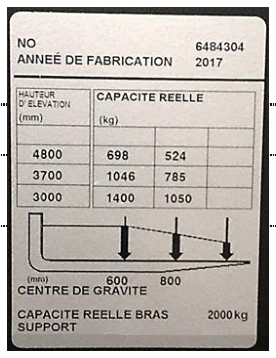 NO 6484304
ANNEÉ DE FABRICATION 2017
HAUTEUR D'ELEVATION (mm)
CAPACITE REELLE (kg)
4800 698 524
3700 1046 785
3000 1400 1050
(mm) 600 800
CENTRE DE GRAVITE
CAPACITE REELLE BRAS 2000 kg
SUPPORT